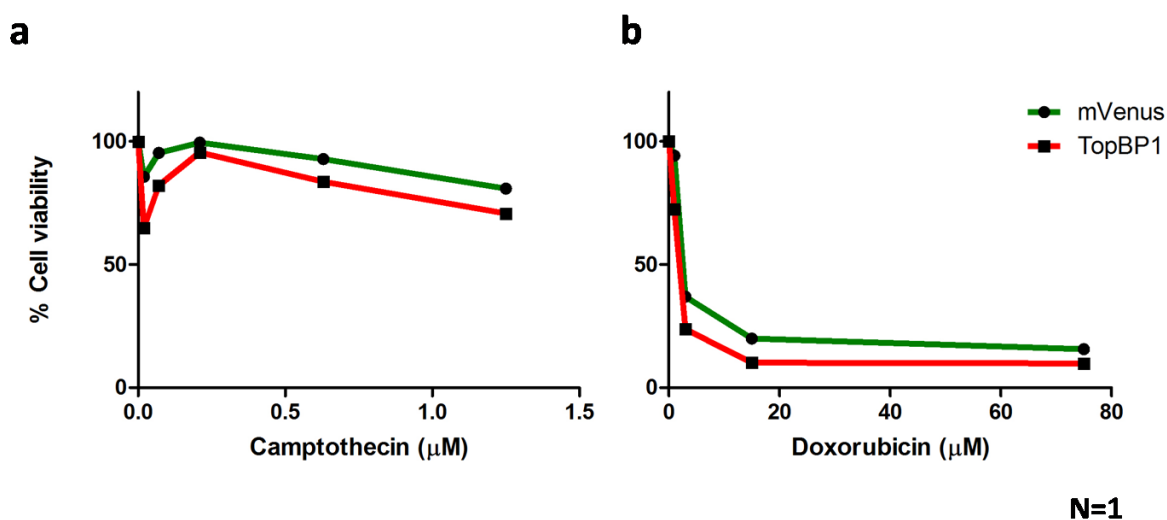 a
b
% Cell viability
100
50
0
0.0 0.5 1.0 1.5
Camptothecin (μM)
100
50
0
0 20 40 60 80
Doxorubicin (μM)
mVenus
TopBP1
N=1